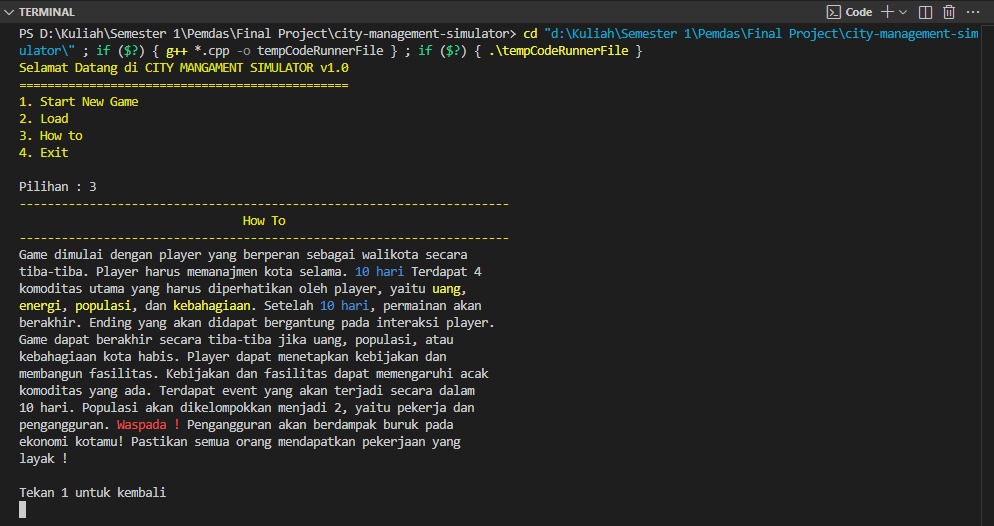 TERMINAL
Code
PS D:\Kuliah\Semester 1\Pemdas\Final Project\city-management-simulator> cd "d:\Kuliah\Semester 1\Pemdas\Final Project\city-management-sim
ulator\" ; if ($?) { g++ *.cpp -o tempCodeRunnerFile } ; if ($?) { .\tempCodeRunnerFile }
Selamat Datang di CITY MANGAMENT SIMULATOR v1.0
===============================================
1. Start New Game
2. Load
3. How to
4. Exit
Pilihan : 3
----------------------------------------------------------------------
How To
----------------------------------------------------------------------
Game dimulai dengan player yang berperan sebagai walikota secara
tiba-tiba. Player harus memanajmen kota selama. 10 hari Terdapat 4
komoditas utama yang harus diperhatikan oleh player, yaitu uang,
energi, populasi, dan kebahagiaan. Setelah 10 hari, permainan akan
berakhir. Ending yang akan didapat bergantung pada interaksi player.
Game dapat berakhir secara tiba-tiba jika uang, populasi, atau
kebahagiaan kota habis. Player dapat menetapkan kebijakan dan
membangun fasilitas. Kebijakan dan fasilitas dapat memengaruhi acak
komoditas yang ada. Terdapat event yang akan terjadi secara dalam
10 hari. Populasi akan dikelompokkan menjadi 2, yaitu pekerja dan
pengangguran. Waspada ! Pengangguran akan berdampak buruk pada
ekonomi kotamu! Pastikan semua orang mendapatkan pekerjaan yang
layak !
Tekan 1 untuk kembali